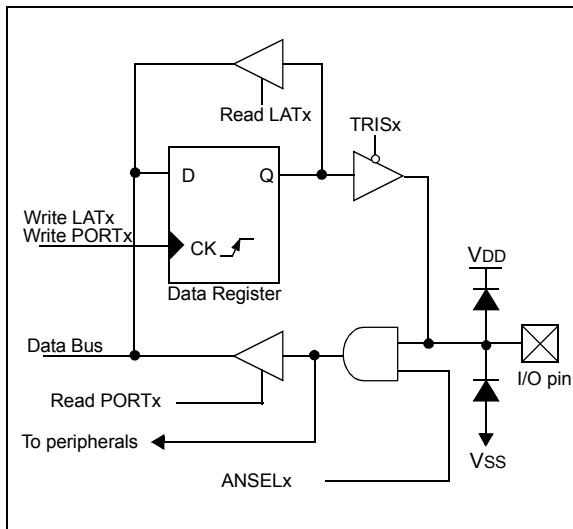 Read LATx
TRISx
D Q
Write LATx
Write PORTx
CK
Data Register
VDD
Data Bus
I/O pin
Read PORTx
To peripherals
VSS
ANSELx